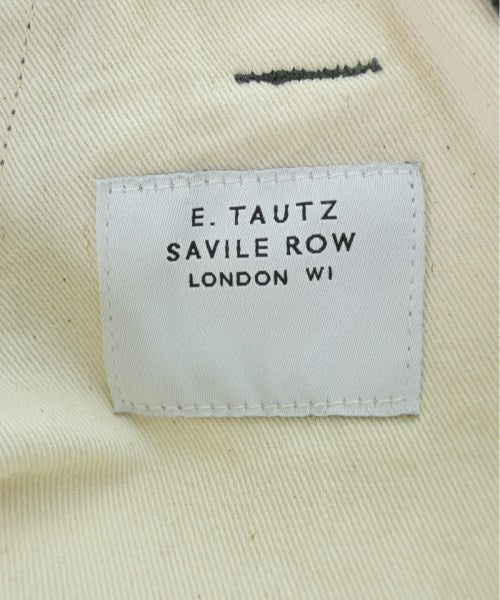 E. TAUTZ
SAVILE ROW
LONDON W1